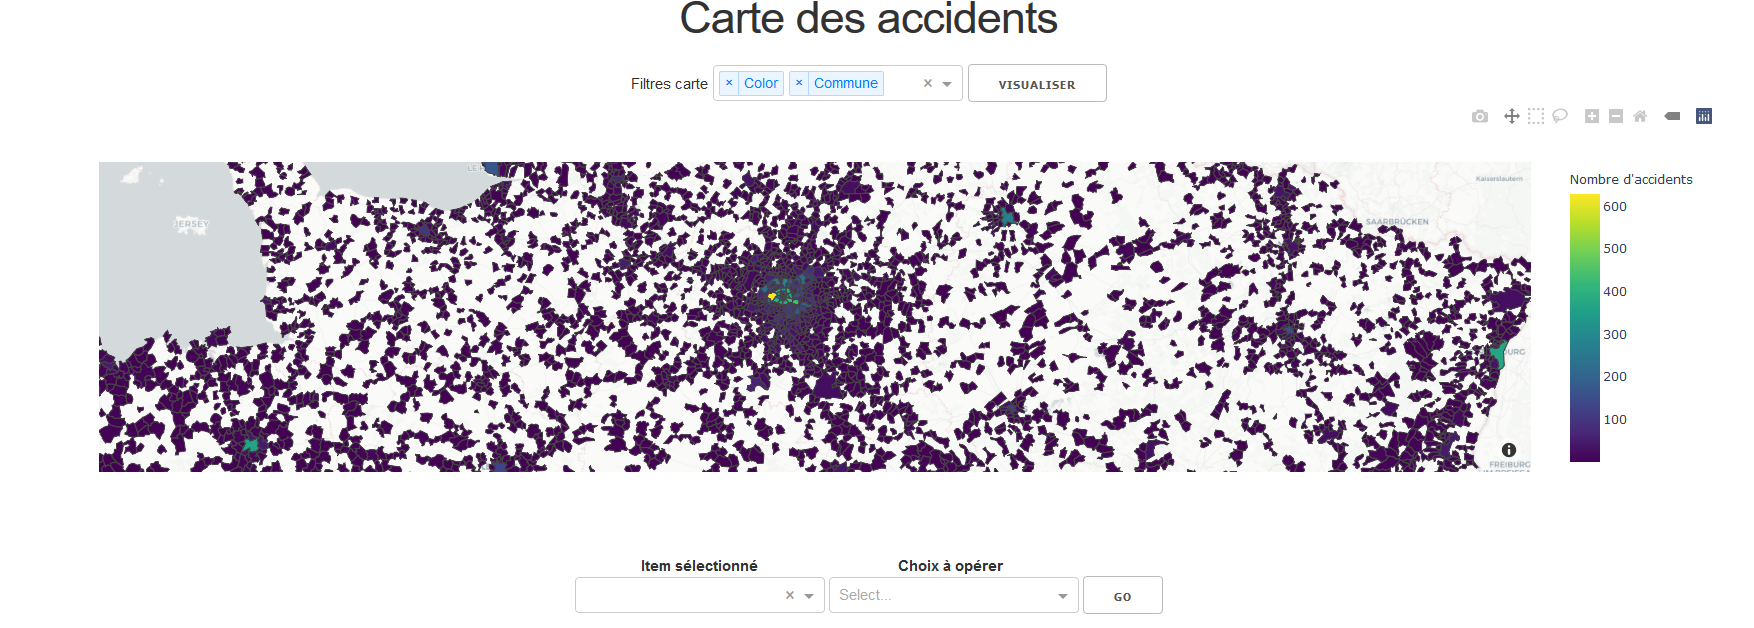 Carte des accidents
Filtres carte × Color × Commune × VISUALISER
Nombre d'accidents
600
500
400
300
200
100
JERSEY
Kaiserslautern
SAARBRÜCKEN
FREIBURG
Item sélectionné Choix à opérer
× Select... GO